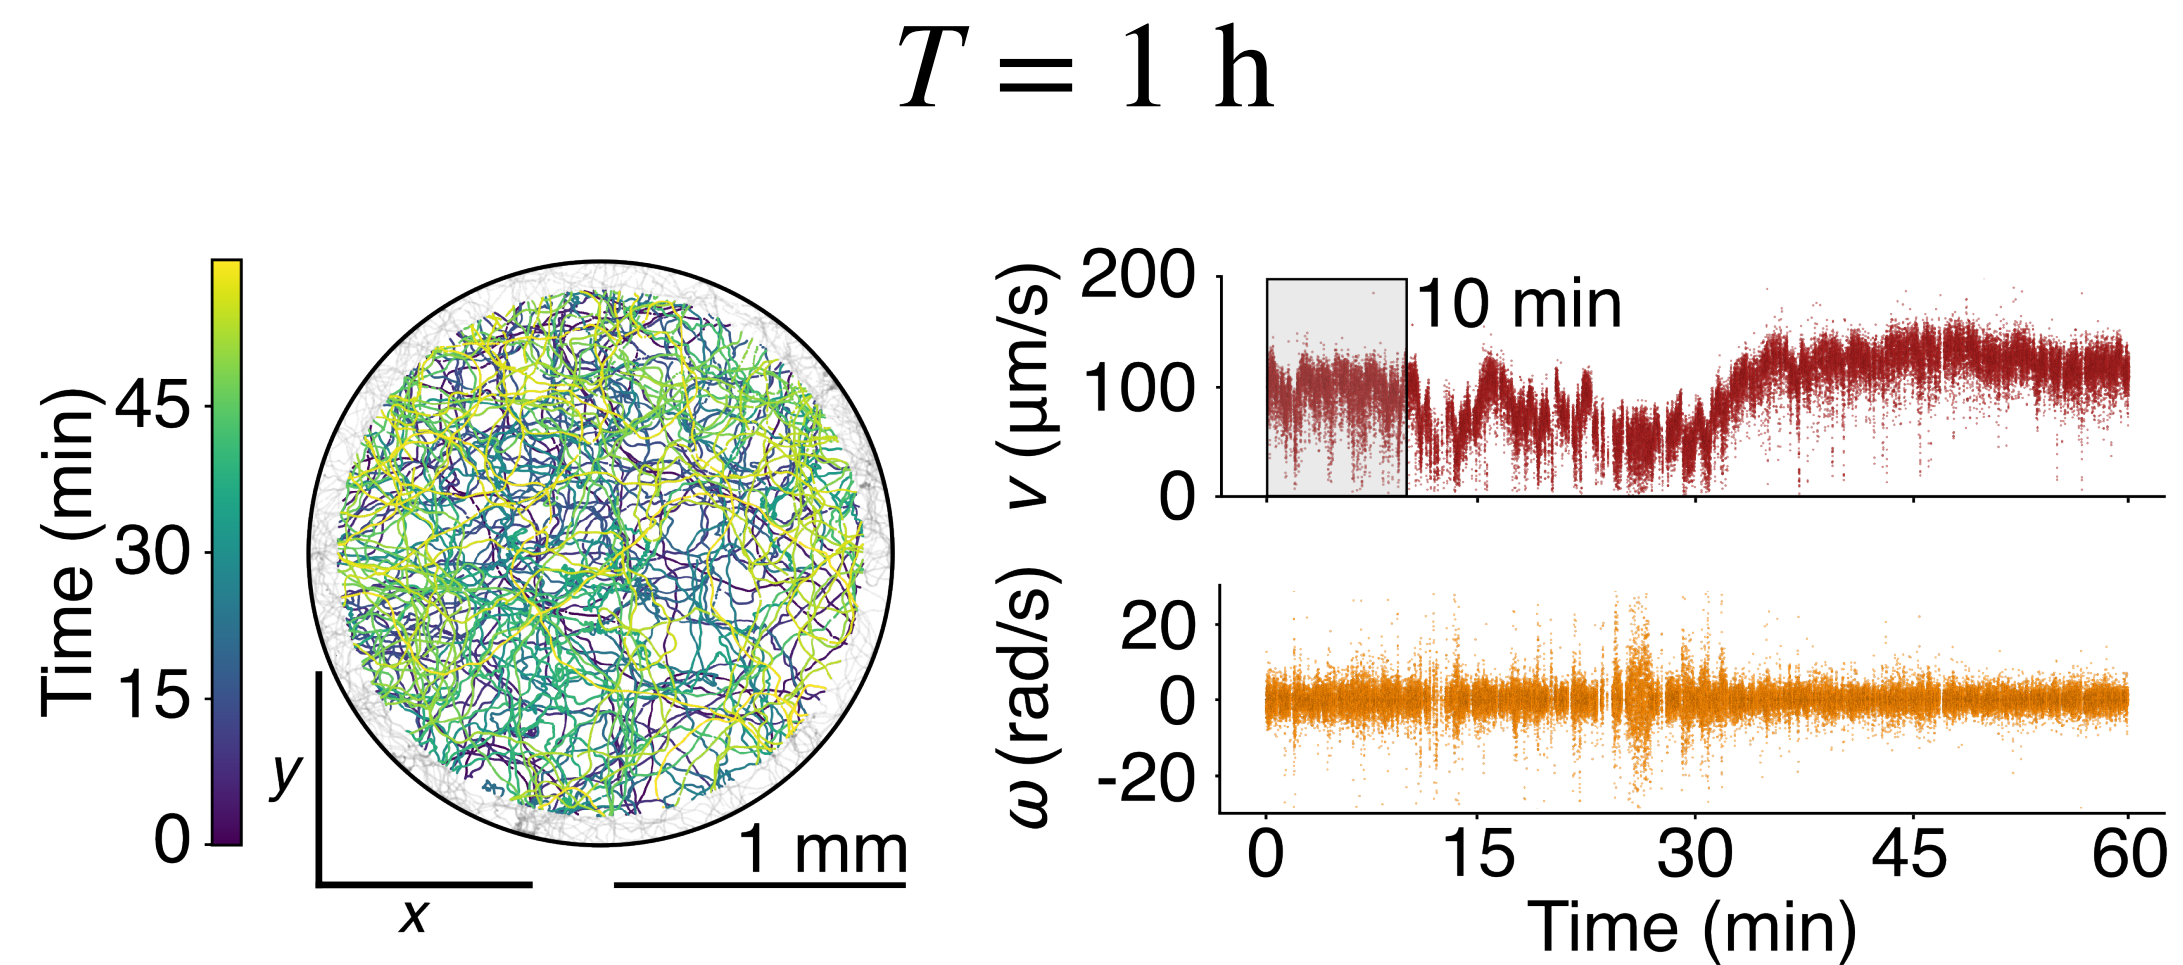 T = 1 h
Time (min)
45
30
15
0
y
x
1 mm
v (µm/s)
200
100
0
10 min
ω (rad/s)
20
0
-20
0 15 30 45 60
Time (min)